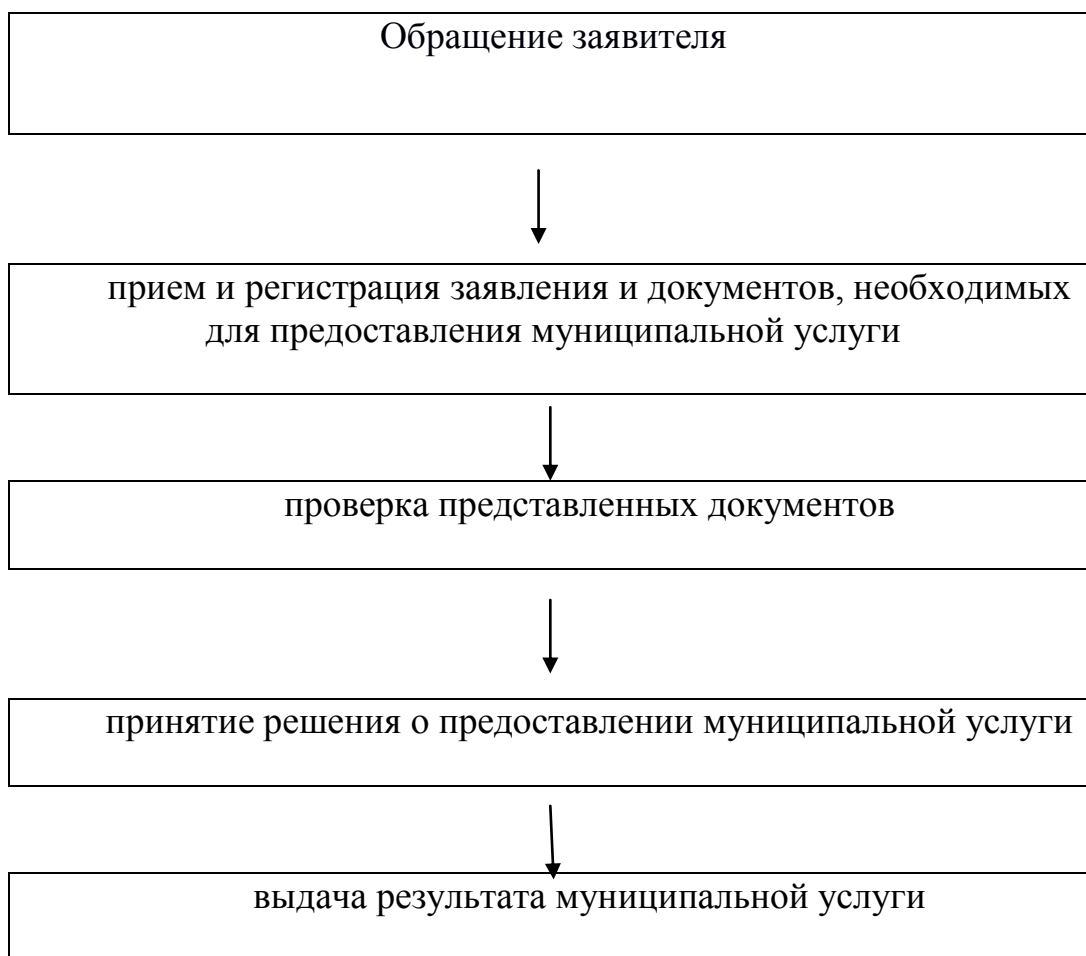 Обращение заявителя
прием и регистрация заявления и документов, необходимых
для предоставления муниципальной услуги
проверка представленных документов
принятие решения о предоставлении муниципальной услуги
выдача результата муниципальной услуги